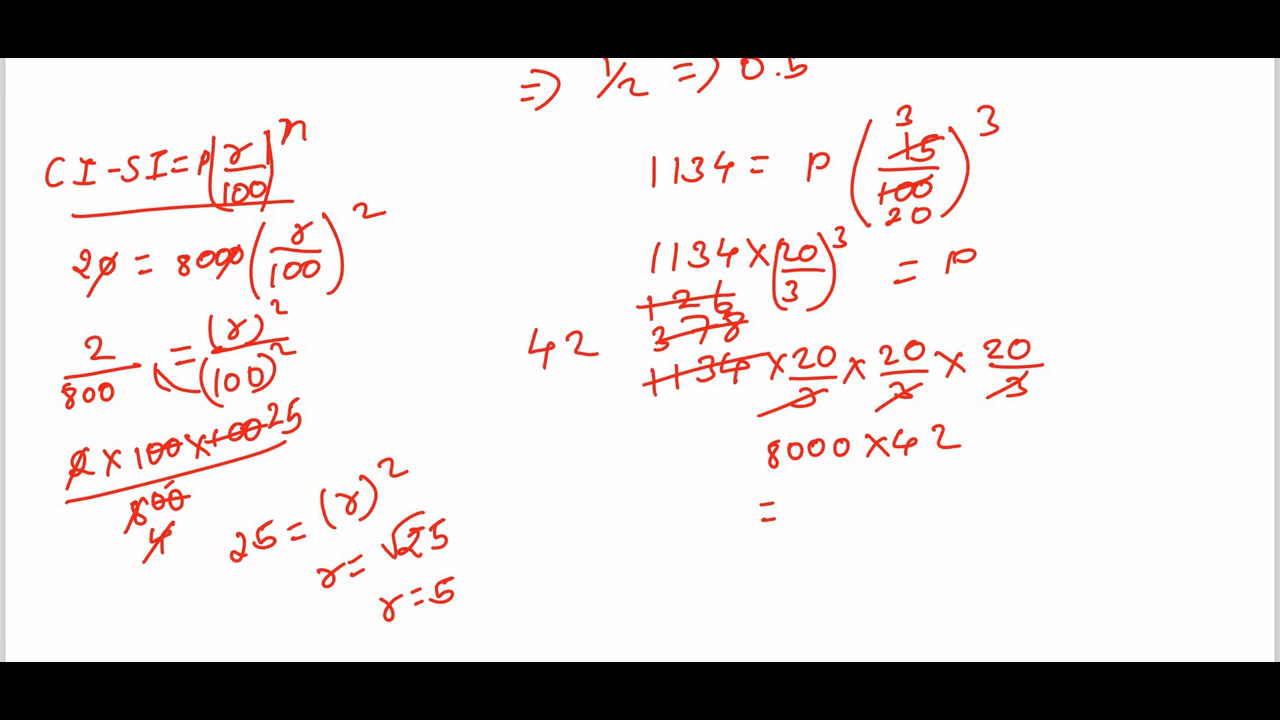 => 1/2 => 0.5
CI-SI = P(r/100)^n
20 = 8000(r/100)^2
2/800 = (r)^2/(100)^2
2 × 100 × 100 25
800
4
25 = (r)^2
r = √25
r = 5
3
1134 = P(15/100)^3
20
1134 × (20/3)^3 = P
126
42 378
1134 × 20/3 × 20/3 × 20/3
8000 × 42
=